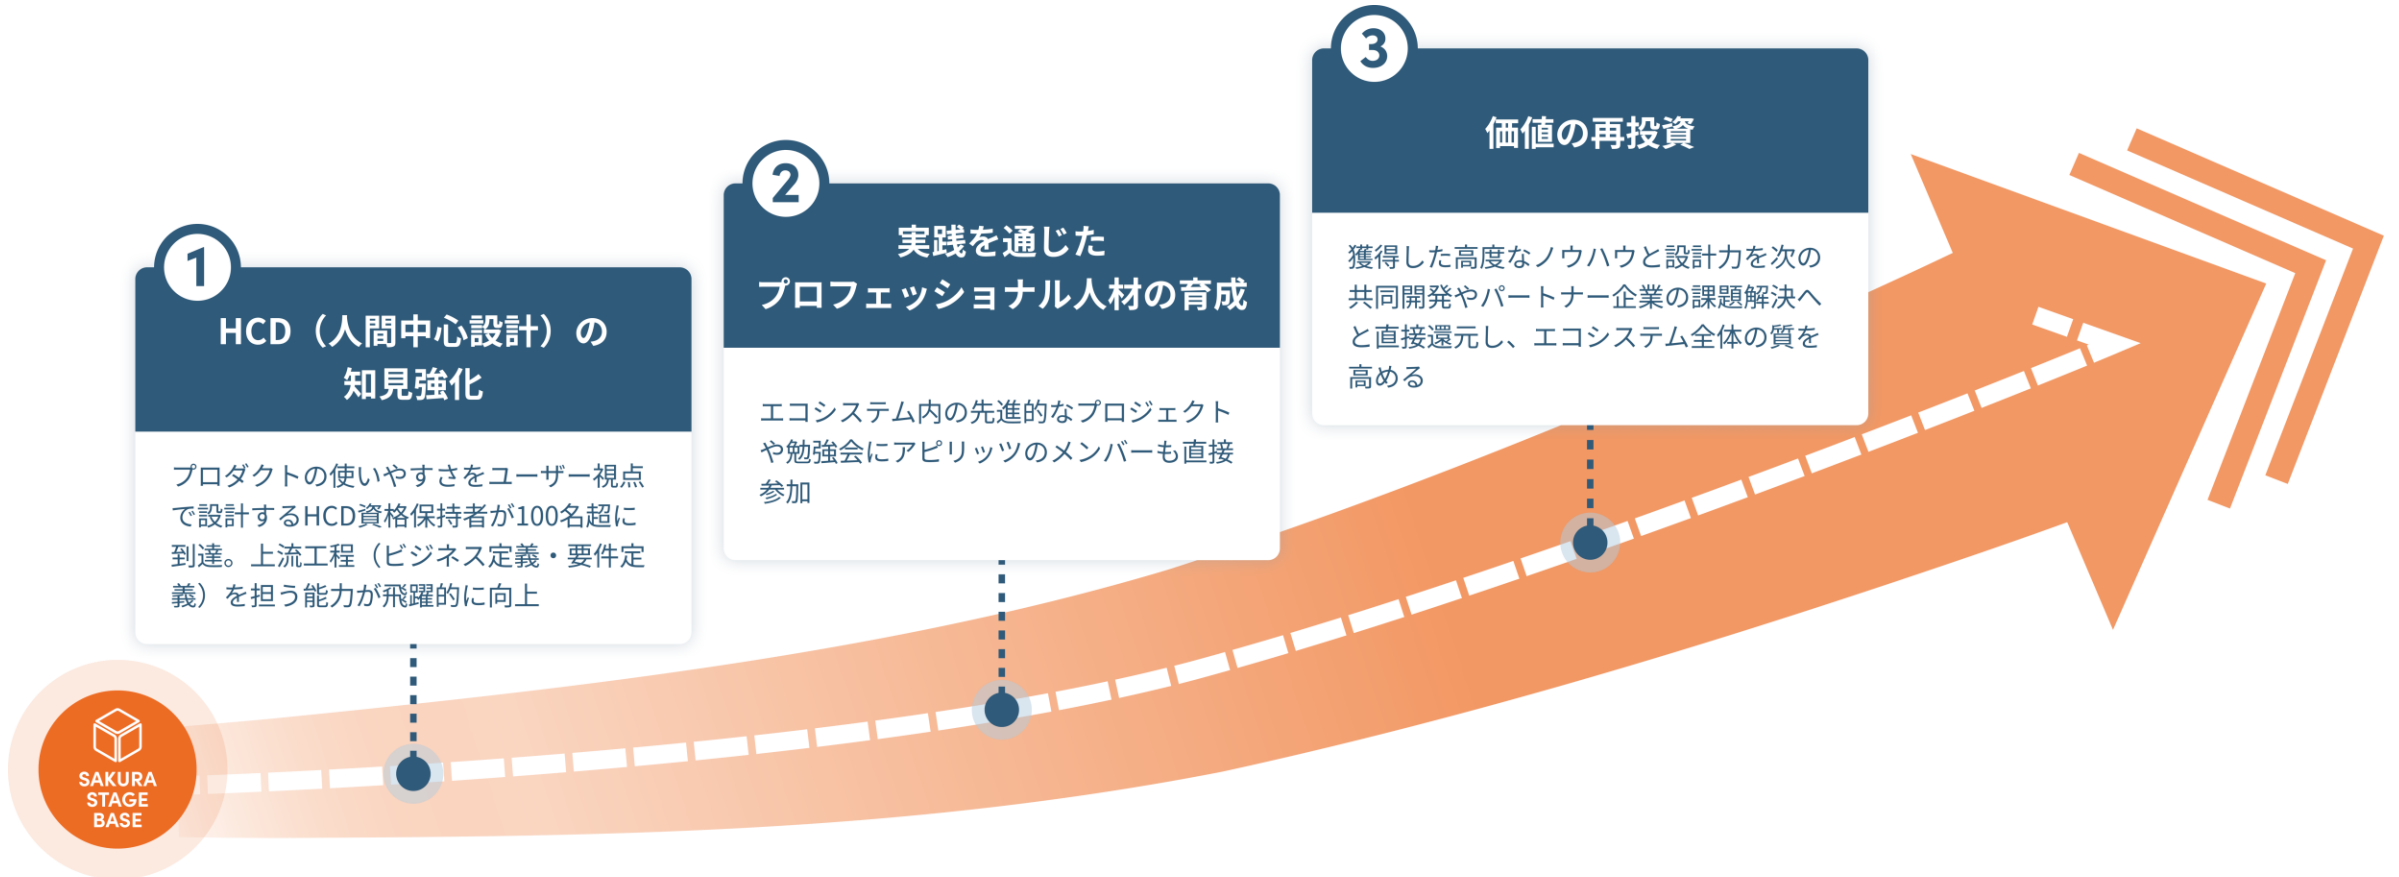 1
HCD（人間中心設計）の
知見強化
プロダクトの使いやすさをユーザー視点
で設計するHCD資格保持者が100名超に
到達。上流工程（ビジネス定義・要件定
義）を担う能力が飛躍的に向上
2
実践を通じた
プロフェッショナル人材の育成
エコシステム内の先進的なプロジェクト
や勉強会にアピリッツのメンバーも直接
参加
3
価値の再投資
獲得した高度なノウハウと設計力を次の
共同開発やパートナー企業の課題解決へ
と直接還元し、エコシステム全体の質を
高める
SAKURA
STAGE
BASE